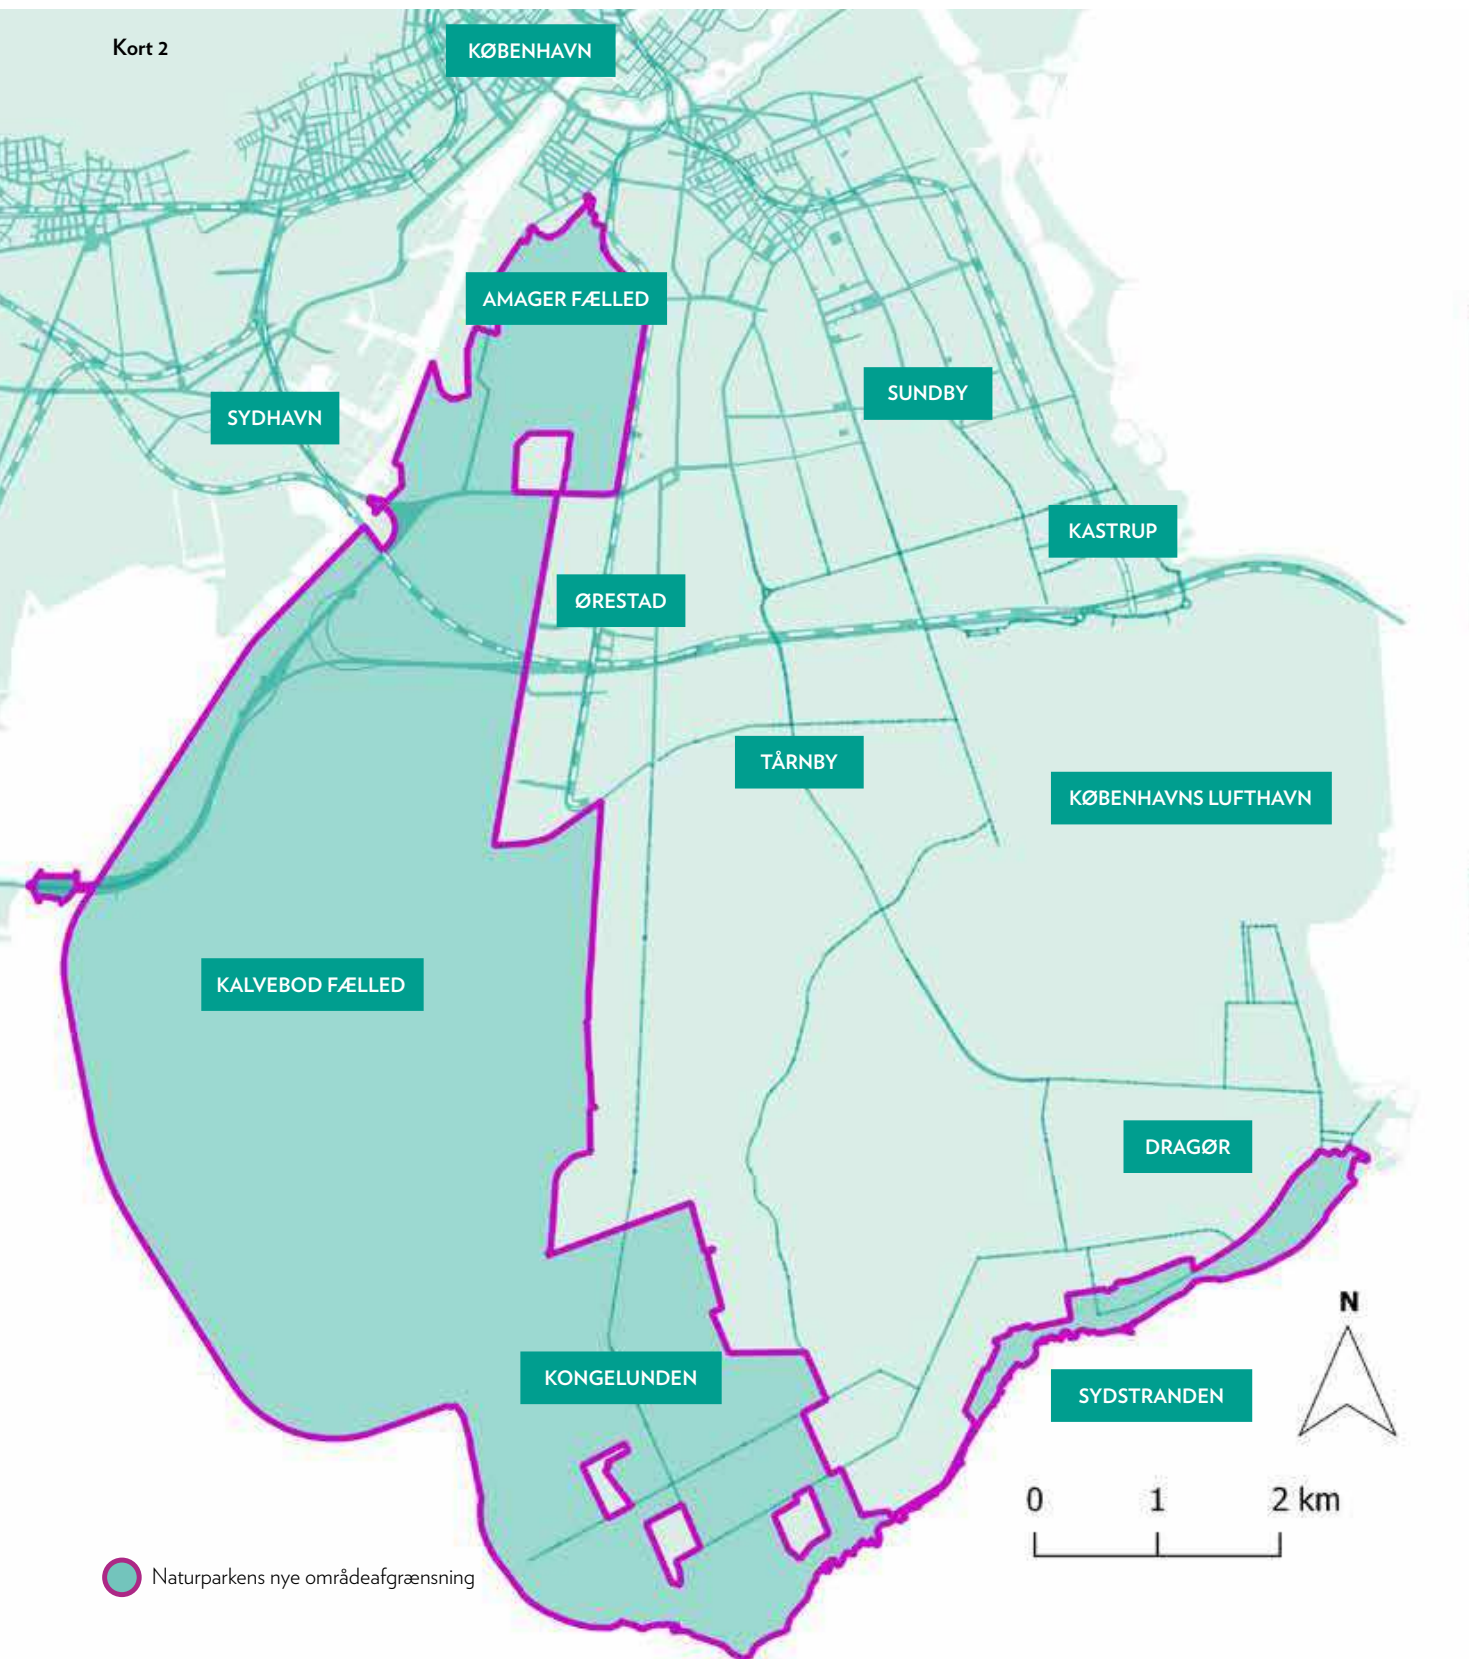 Kort 2
KØBENHAVN
AMAGER FÆLLED
SUNDBY
SYDHAVN
KASTRUP
ØRESTAD
TÅRNBY
KØBENHAVNS LUFTHAVN
KALVEBOD FÆLLED
DRAGØR
N
KONGELUNDEN
SYDSTRANDEN
0 1 2 km
Naturparkens nye områdeafgrænsning